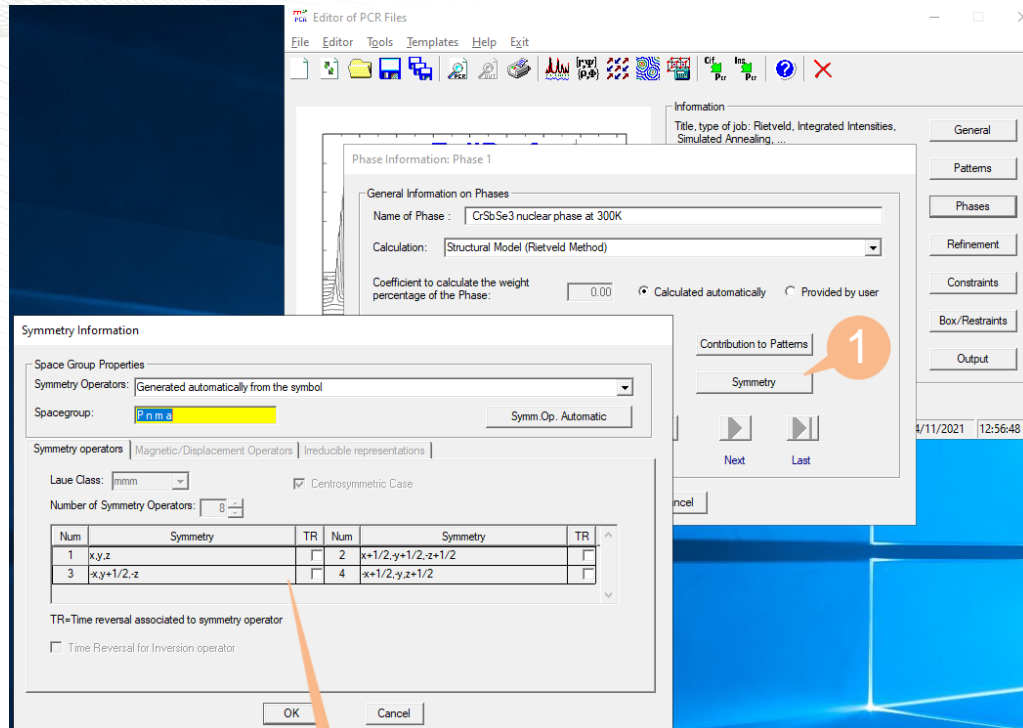 Editor of PCR Files
File Editor Tools Templates Help Exit
Information
Title, type of job: Rietveld, Integrated Intensities,
Simulated Annealing, ...
General
Patterns
Phases
Refinement
Constraints
Box/Restraints
Output
Phase Information: Phase 1
General Information on Phases
Name of Phase : CrSbSe3 nuclear phase at 300K
Calculation: Structural Model (Rietveld Method)
Coefficient to calculate the weight
percentage of the Phase: 0.00 Calculated automatically Provided by user
Contribution to Patterns
Symmetry
1
Next Last
4/11/2021 12:56:48
Symmetry Information
Space Group Properties
Symmetry Operators: Generated automatically from the symbol
Spacegroup: P n m a Symm.Op. Automatic
Symmetry operators Magnetic/Displacement Operators Irreducible representations
Laue Class: mmm Centrosymmetric Case
Number of Symmetry Operators: 8
Num Symmetry TR Num Symmetry TR
1 x,y,z 2 x+1/2,-y+1/2,-z+1/2
3 -x,y+1/2,-z 4 -x+1/2,-y,z+1/2
TR=Time reversal associated to symmetry operator
Time Reversal for Inversion operator
OK Cancel